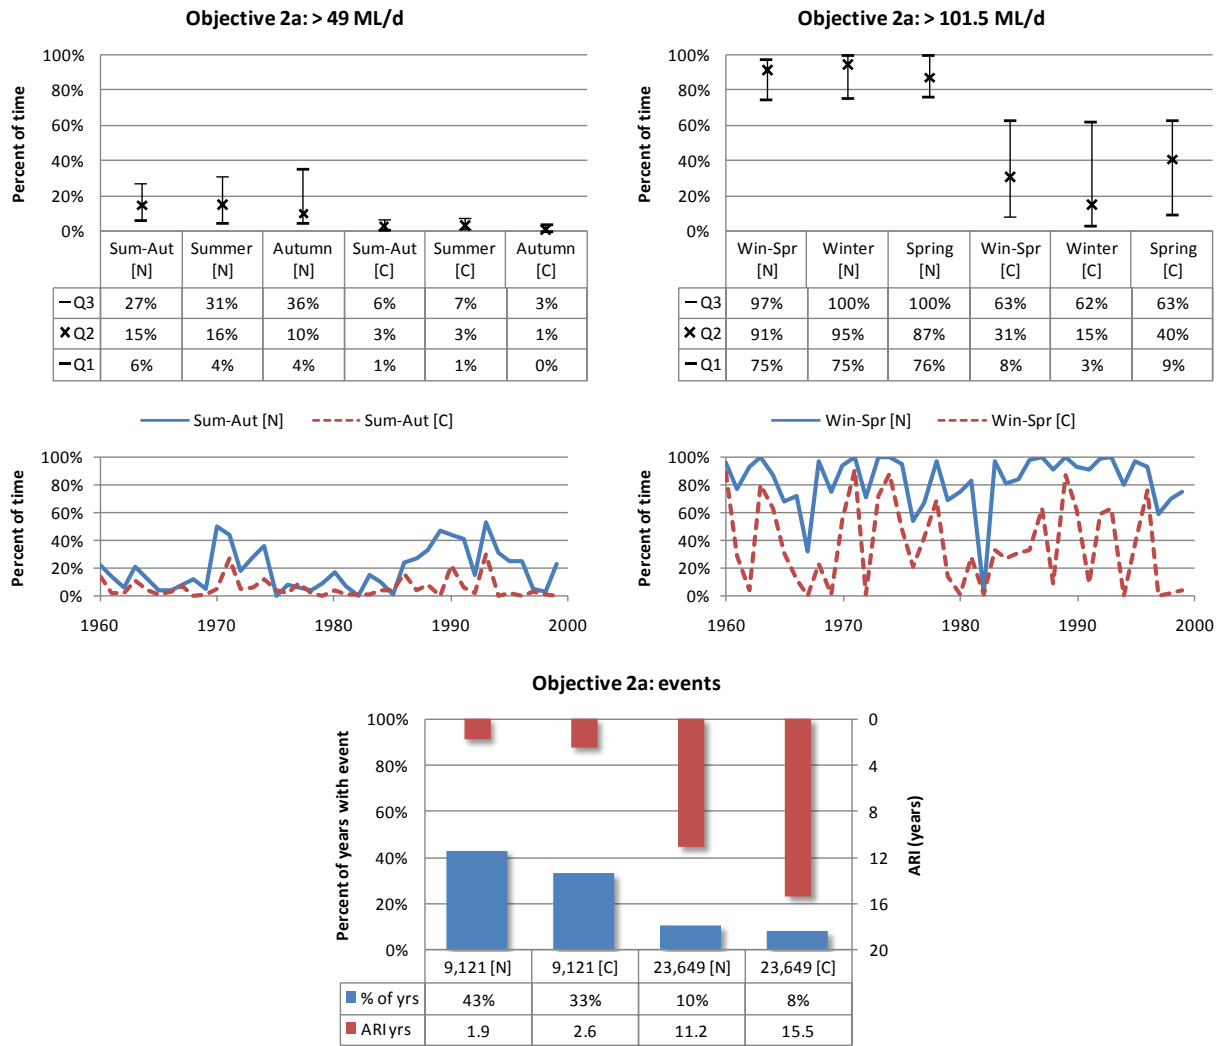 Objective 2a: > 49 ML/d
Percent of time
100%
80%
60%
40%
20%
0%
Sum-Aut [N] Summer [N] Autumn [N] Sum-Aut [C] Summer [C] Autumn [C]
Q3 27% 31% 36% 6% 7% 3%
Q2 15% 16% 10% 3% 3% 1%
Q1 6% 4% 4% 1% 1% 0%
Objective 2a: > 101.5 ML/d
Percent of time
100%
80%
60%
40%
20%
0%
Win-Spr [N] Winter [N] Spring [N] Win-Spr [C] Winter [C] Spring [C]
Q3 97% 100% 100% 63% 62% 63%
Q2 91% 95% 87% 31% 15% 40%
Q1 75% 75% 76% 8% 3% 9%
Sum-Aut [N] Sum-Aut [C]
Percent of time
100%
80%
60%
40%
20%
0%
1960 1970 1980 1990 2000
Win-Spr [N] Win-Spr [C]
Percent of time
100%
80%
60%
40%
20%
0%
1960 1970 1980 1990 2000
Objective 2a: events
Percent of years with event
100%
80%
60%
40%
20%
0%
ARI (years)
0
4
8
12
16
20
9,121 [N] 9,121 [C] 23,649 [N] 23,649 [C]
% of yrs 43% 33% 10% 8%
ARI yrs 1.9 2.6 11.2 15.5